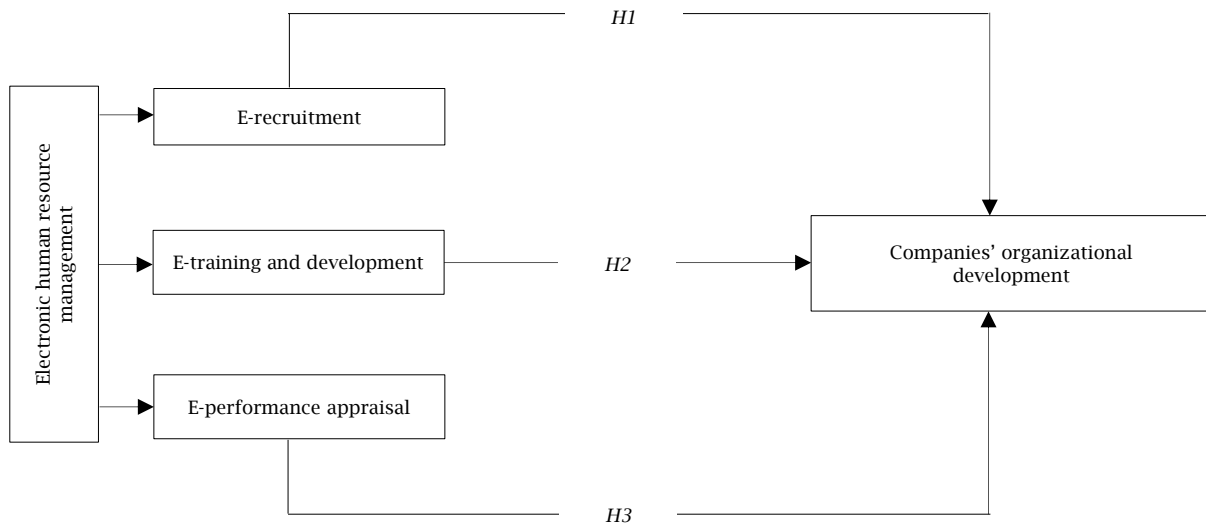 H1
Electronic human resource
management
E-recruitment
E-training and development
H2
Companies' organizational
development
E-performance appraisal
H3